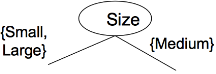 Size
{Small,
Large}
{Medium}